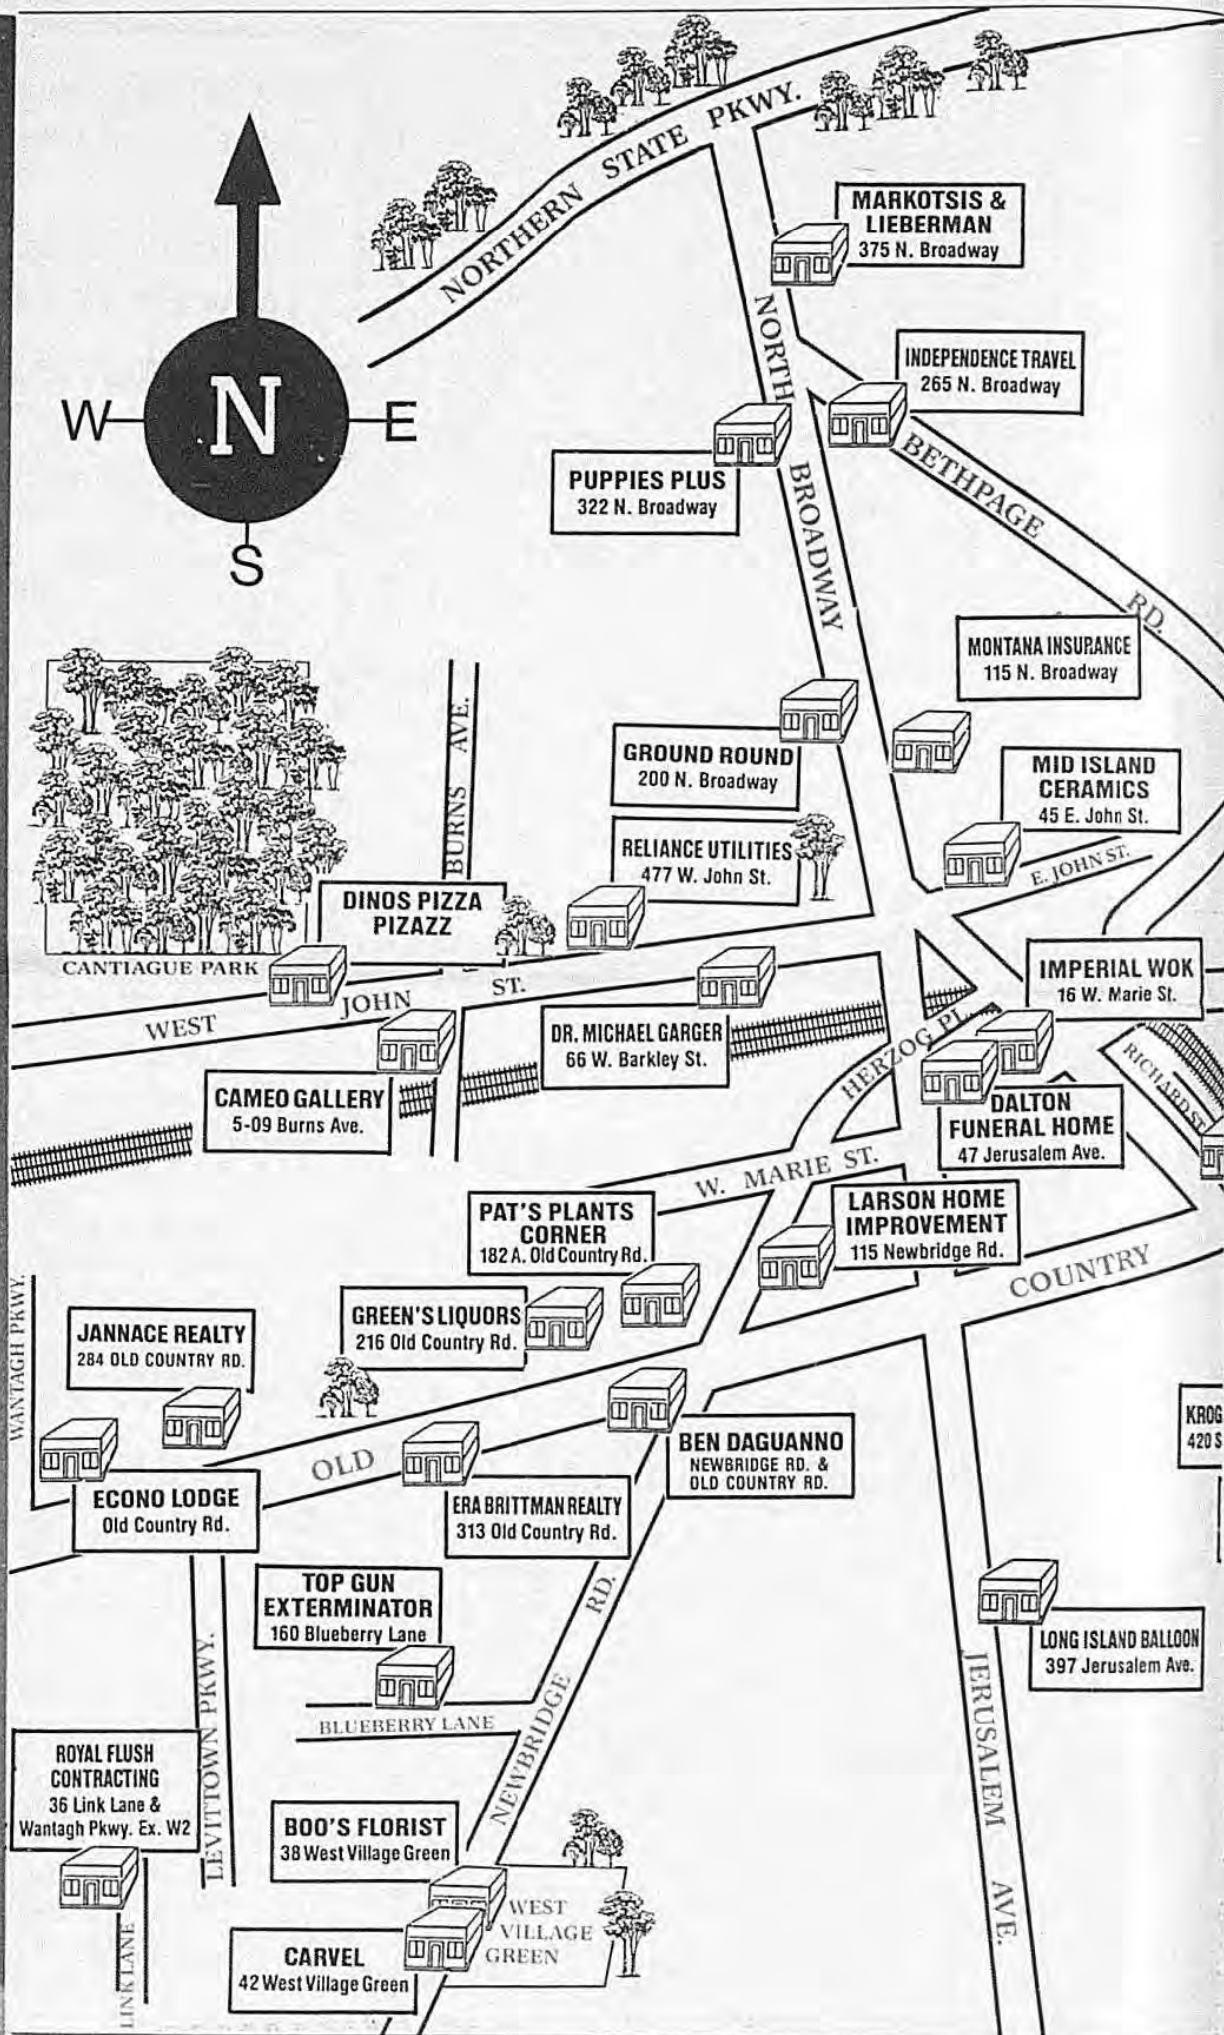 NORTHERN STATE PKWY.
MARKOTSIS &
LIEBERMAN
375 N. Broadway
N
W
E
S
NORTH BROADWAY
INDEPENDENCE TRAVEL
265 N. Broadway
BETHPAGE RD.
PUPPIES PLUS
322 N. Broadway
MONTANA INSURANCE
115 N. Broadway
BURNS AVE.
GROUND ROUND
200 N. Broadway
MID ISLAND
CERAMICS
45 E. John St.
RELIANCE UTILITIES
477 W. John St.
E. JOHN ST.
DINOS PIZZA
PIZAZZ
CANTIAGUE PARK
WEST JOHN ST.
IMPERIAL WOK
16 W. Marie St.
DR. MICHAEL GARGER
66 W. Barkley St.
HERZOG PL.
RICHARD ST.
CAMEO GALLERY
5-09 Burns Ave.
DALTON
FUNERAL HOME
47 Jerusalem Ave.
W. MARIE ST.
PAT'S PLANTS
CORNER
182 A. Old Country Rd.
LARSON HOME
IMPROVEMENT
115 Newbridge Rd.
OLD COUNTRY
WANTAGH PKWY.
JANNACE REALTY
284 OLD COUNTRY RD.
GREEN'S LIQUORS
216 Old Country Rd.
KROG
420 S
BEN DAGUANNO
NEWBRIDGE RD. &
OLD COUNTRY RD.
ECONO LODGE
Old Country Rd.
ERA BRITTMAN REALTY
313 Old Country Rd.
TOP GUN
EXTERMINATOR
160 Blueberry Lane
NEWBRIDGE RD.
LONG ISLAND BALLOON
397 Jerusalem Ave.
LEVITTOWN PKWY.
BLUEBERRY LANE
JERUSALEM AVE.
ROYAL FLUSH
CONTRACTING
36 Link Lane &
Wantagh Pkwy. Ex. W2
BOO'S FLORIST
38 West Village Green
WEST
VILLAGE
GREEN
CARVEL
42 West Village Green
LINK LANE